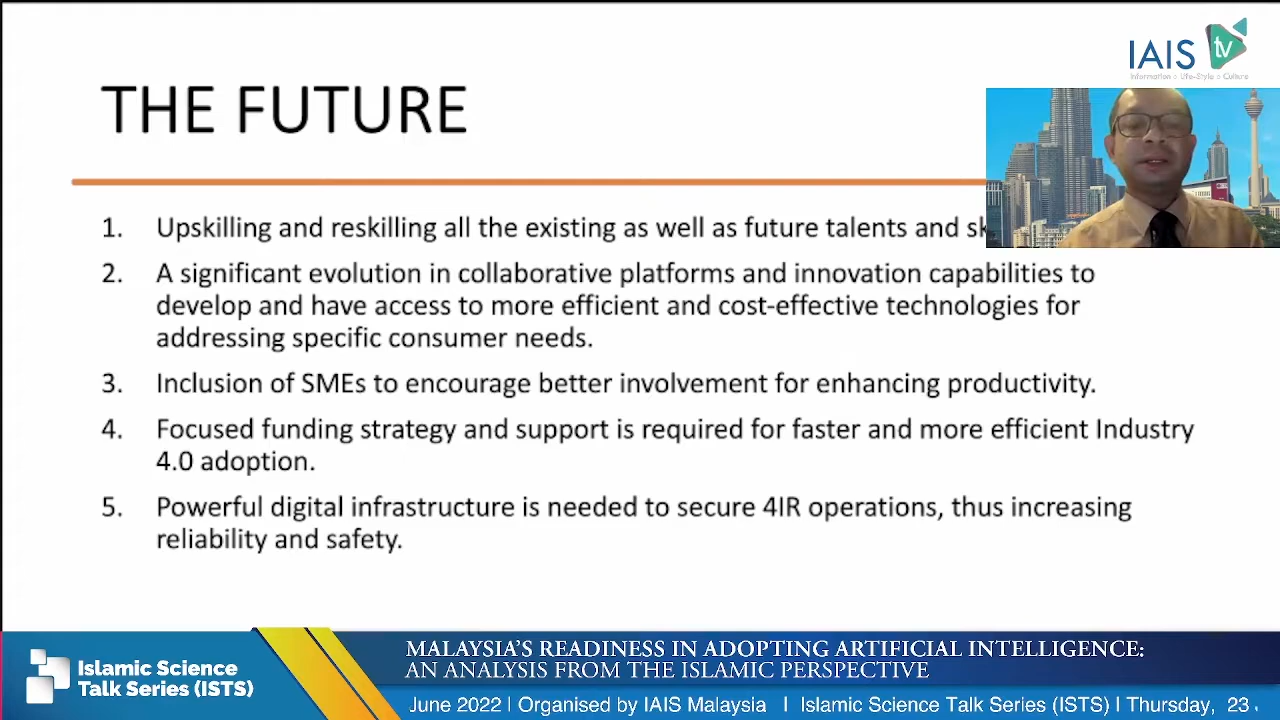 IAIS tv
Information :: Life-Style :: Culture
THE FUTURE
1. Upskilling and reskilling all the existing as well as future talents and sk
2. A significant evolution in collaborative platforms and innovation capabilities to
develop and have access to more efficient and cost-effective technologies for
addressing specific consumer needs.
3. Inclusion of SMEs to encourage better involvement for enhancing productivity.
4. Focused funding strategy and support is required for faster and more efficient Industry
4.0 adoption.
5. Powerful digital infrastructure is needed to secure 4IR operations, thus increasing
reliability and safety.
Islamic Science
Talk Series (ISTS)
MALAYSIA'S READINESS IN ADOPTING ARTIFICIAL INTELLIGENCE:
AN ANALYSIS FROM THE ISLAMIC PERSPECTIVE
June 2022 | Organised by IAIS Malaysia | Islamic Science Talk Series (ISTS) | Thursday, 23